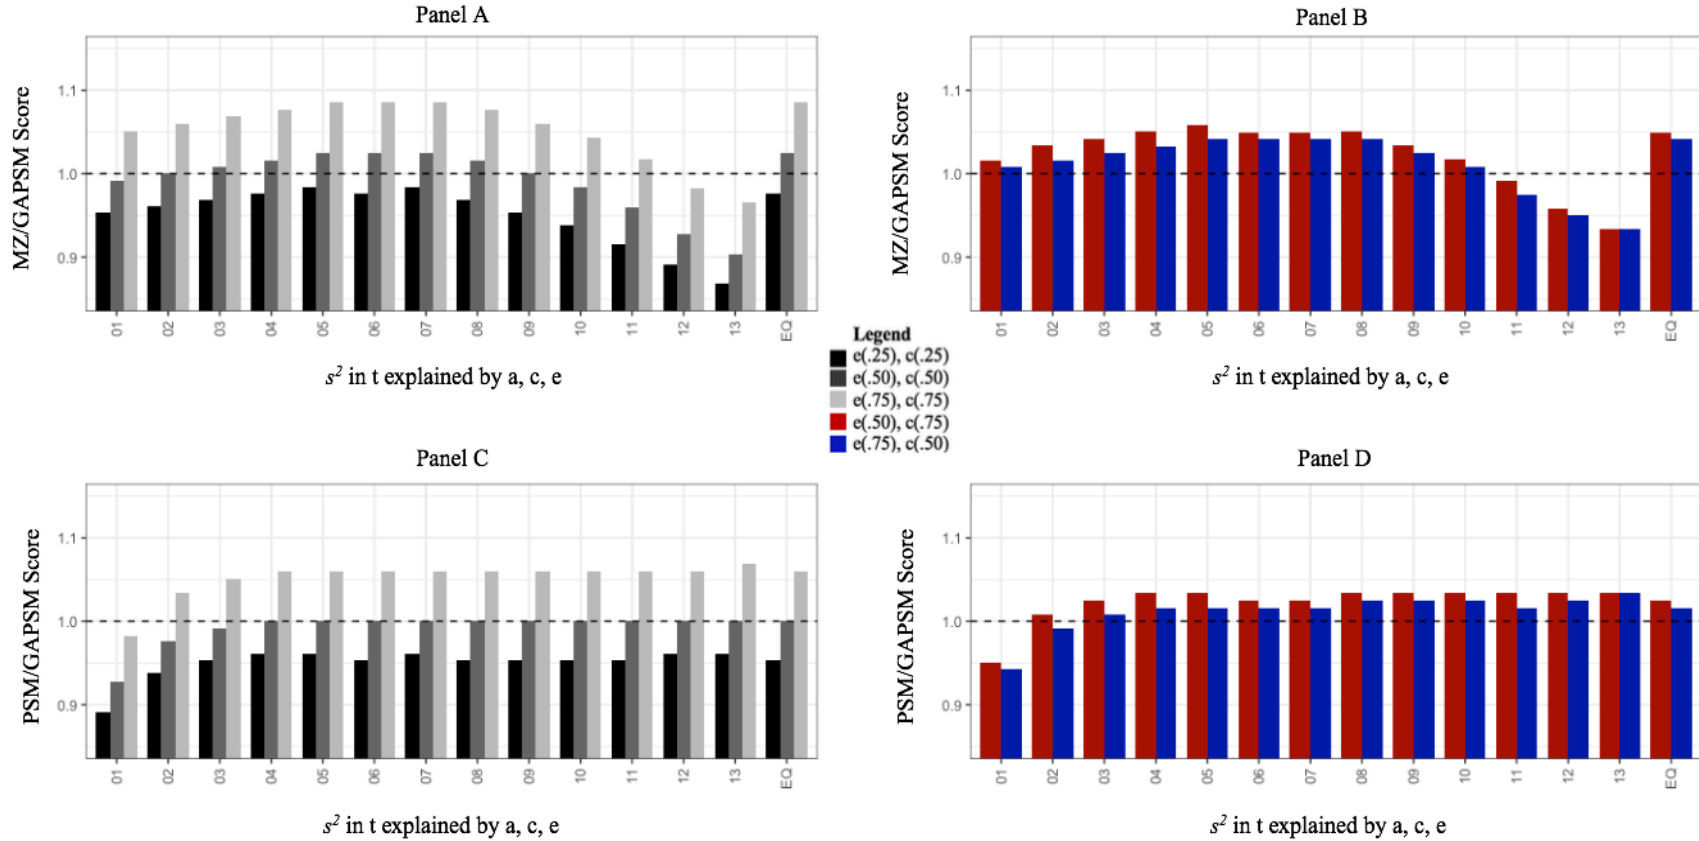 Panel A
MZ/GAPSM Score
1.1
1.0
0.9
01 02 03 04 05 06 07 08 09 10 11 12 13 EQ
s² in t explained by a, c, e
Panel B
MZ/GAPSM Score
1.1
1.0
0.9
01 02 03 04 05 06 07 08 09 10 11 12 13 EQ
s² in t explained by a, c, e
Legend
e(.25), c(.25)
e(.50), c(.50)
e(.75), c(.75)
e(.50), c(.75)
e(.75), c(.50)
Panel C
PSM/GAPSM Score
1.1
1.0
0.9
01 02 03 04 05 06 07 08 09 10 11 12 13 EQ
s² in t explained by a, c, e
Panel D
PSM/GAPSM Score
1.1
1.0
0.9
01 02 03 04 05 06 07 08 09 10 11 12 13 EQ
s² in t explained by a, c, e